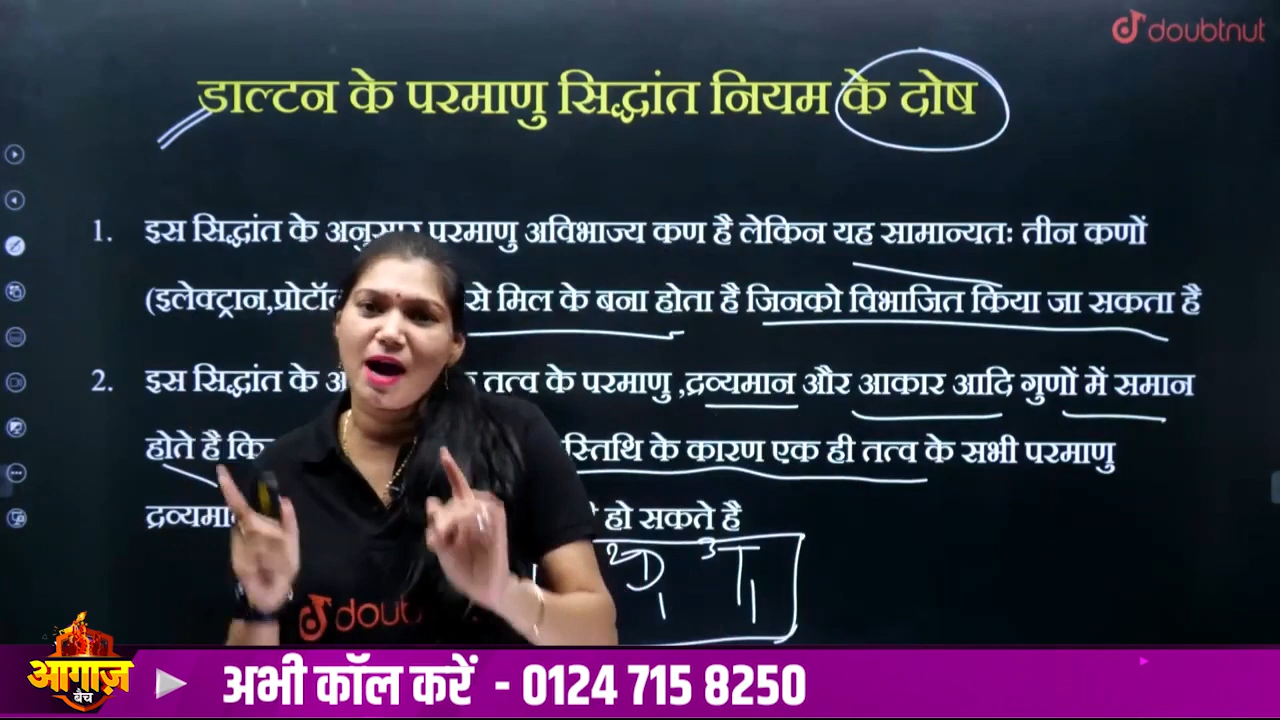 doubtnut
डाल्टन के परमाणु सिद्धांत नियम के दोष
1. इस सिद्धांत के अनुसार परमाणु अविभाज्य कण है लेकिन यह सामान्यतः तीन कणों
(इलेक्ट्रान,प्रोटॉ से मिल के बना होता है जिनको विभाजित किया जा सकता है
2. इस सिद्धांत के तत्व के परमाणु ,द्रव्यमान और आकार आदि गुणों में समान
होते है स्तिथि के कारण एक ही तत्व के सभी परमाणु
हो सकते है
2D1 3T1
doubt
आगाज़
बैच
अभी कॉल करें - 0124 715 8250